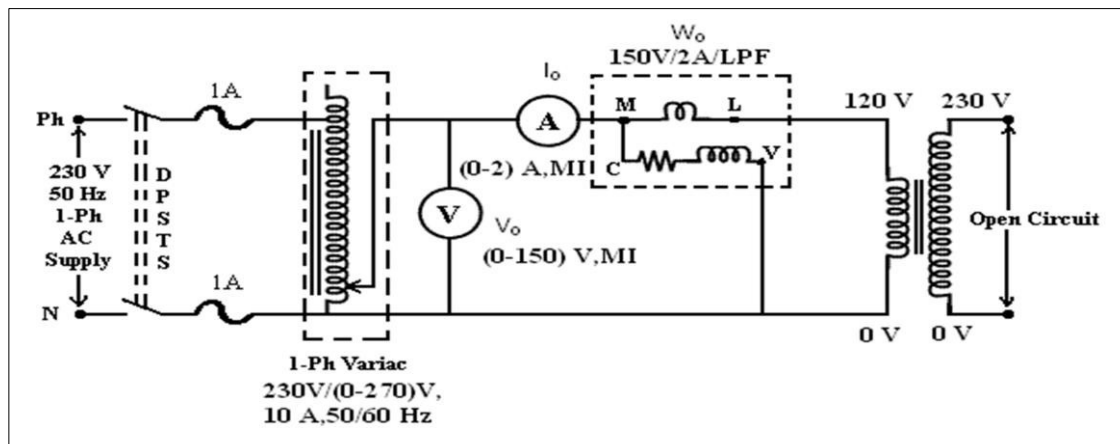 Wo
150V/2A/LPF
Io
1A
Ph
M
L
120 V
230 V
A
C
V
(0-2) A,MI
230 V
50 Hz
1-Ph
AC
Supply
D
P
S
T
S
V
Vo
(0-150) V,MI
Open Circuit
1A
N
0 V
0 V
1-Ph Variac
230V/(0-270)V,
10 A,50/60 Hz